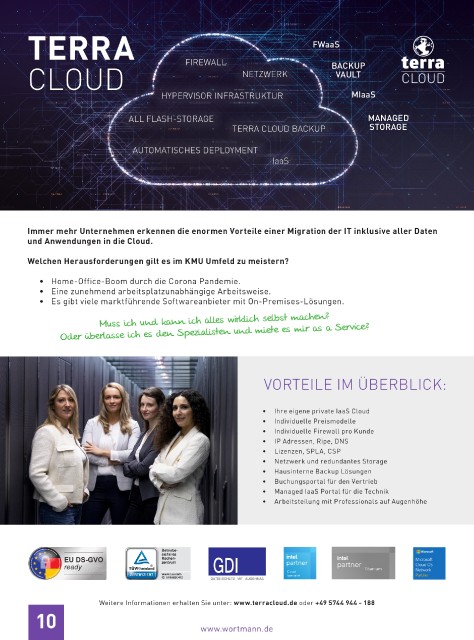 TERRA
CLOUD
FIREWALL
NETZWERK
HYPERVISOR INFRASTRUKTUR
ALL FLASH-STORAGE
TERRA CLOUD BACKUP
AUTOMATISCHES DEPLOYMENT
IaaS
FWaaS
BACKUP
VAULT
MIaaS
MANAGED
STORAGE
terra
CLOUD
Immer mehr Unternehmen erkennen die enormen Vorteile einer Migration der IT inklusive aller Daten
und Anwendungen in die Cloud.
Welchen Herausforderungen gilt es im KMU Umfeld zu meistern?
• Home-Office-Boom durch die Corona Pandemie.
• Eine zunehmend arbeitsplatzunabhängige Arbeitsweise.
• Es gibt viele marktführende Softwareanbieter mit On-Premises-Lösungen.
Muss ich und kann ich alles wirklich selbst machen?
Oder überlasse ich es den Spezialisten und miete es mir as a Service?
VORTEILE IM ÜBERBLICK:
• Ihre eigene private IaaS Cloud
• Individuelle Preismodelle
• Individuelle Firewall pro Kunde
• IP Adressen, Ripe, DNS
• Lizenzen, SPLA, CSP
• Netzwerk und redundantes Storage
• Hausinterne Backup Lösungen
• Buchungsportal für den Vertrieb
• Managed IaaS Portal für die Technik
• Arbeitsteilung mit Professionals auf Augenhöhe
EU DS-GVO
ready
GDI
intel
partner
intel
partner
Titanium
Microsoft
Weitere Informationen erhalten Sie unter: www.terracloud.de oder +49 5744 944 - 188
10
www.wortmann.de